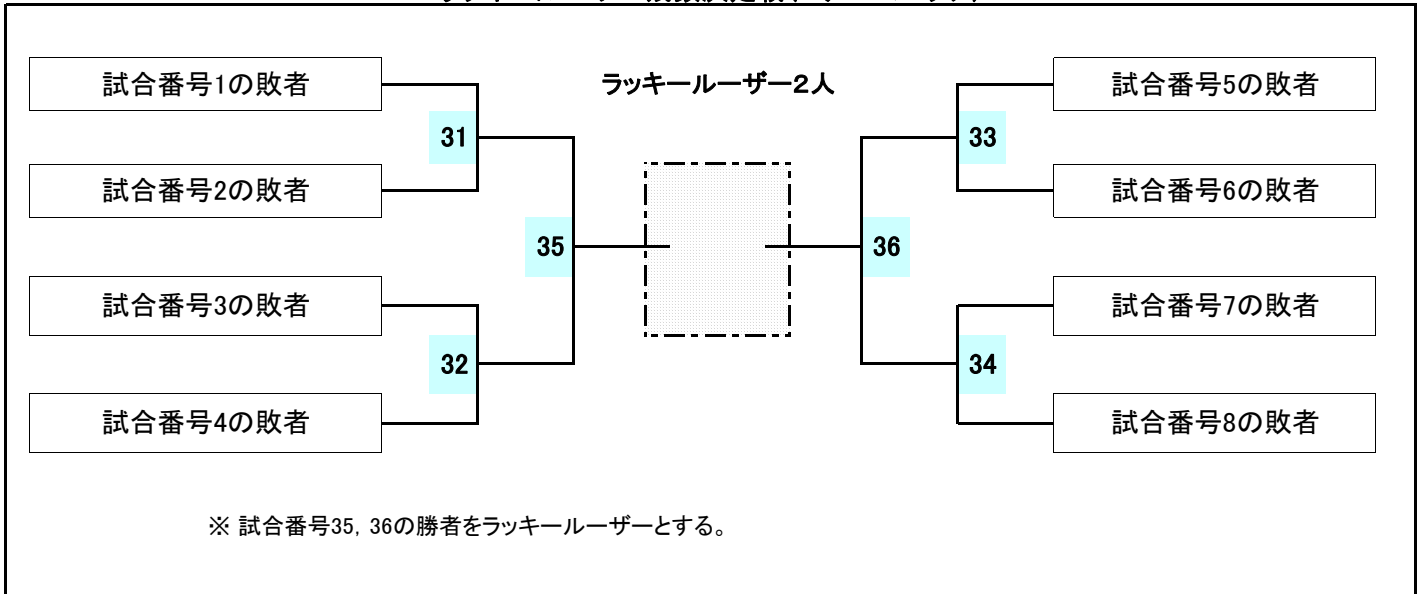 ラッキールーザー2人
試合番号1の敗者
31
試合番号2の敗者
35
試合番号3の敗者
32
試合番号4の敗者
試合番号5の敗者
33
試合番号6の敗者
36
試合番号7の敗者
34
試合番号8の敗者
※ 試合番号35, 36の勝者をラッキールーザーとする。